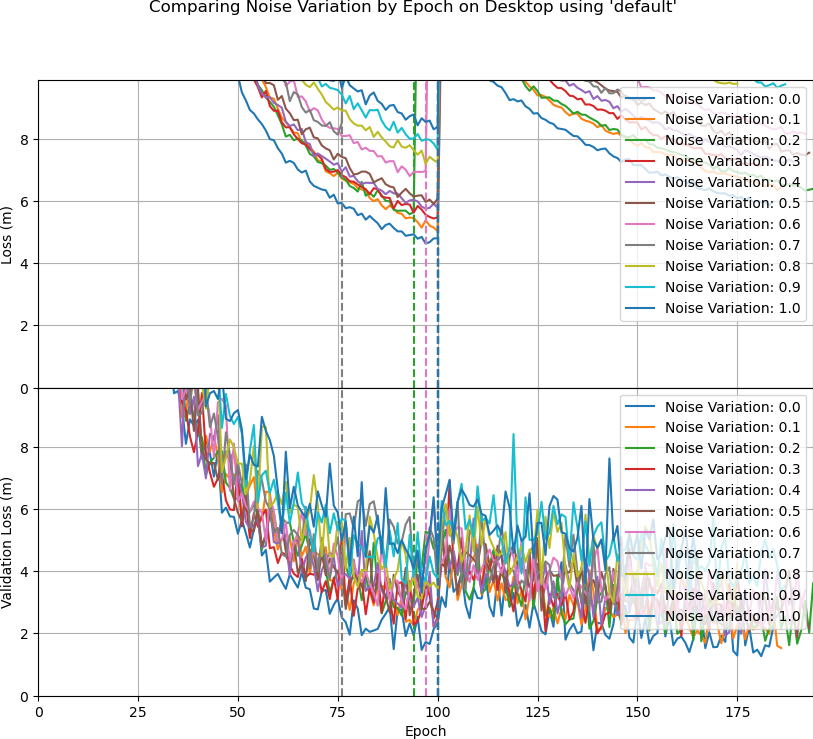 Comparing Noise Variation by Epoch on Desktop using 'default'
Loss (m)
8
6
4
2
0
Noise Variation: 0.0
Noise Variation: 0.1
Noise Variation: 0.2
Noise Variation: 0.3
Noise Variation: 0.4
Noise Variation: 0.5
Noise Variation: 0.6
Noise Variation: 0.7
Noise Variation: 0.8
Noise Variation: 0.9
Noise Variation: 1.0
Validation Loss (m)
8
6
4
2
0
Noise Variation: 0.0
Noise Variation: 0.1
Noise Variation: 0.2
Noise Variation: 0.3
Noise Variation: 0.4
Noise Variation: 0.5
Noise Variation: 0.6
Noise Variation: 0.7
Noise Variation: 0.8
Noise Variation: 0.9
Noise Variation: 1.0
0 25 50 75 100 125 150 175
Epoch